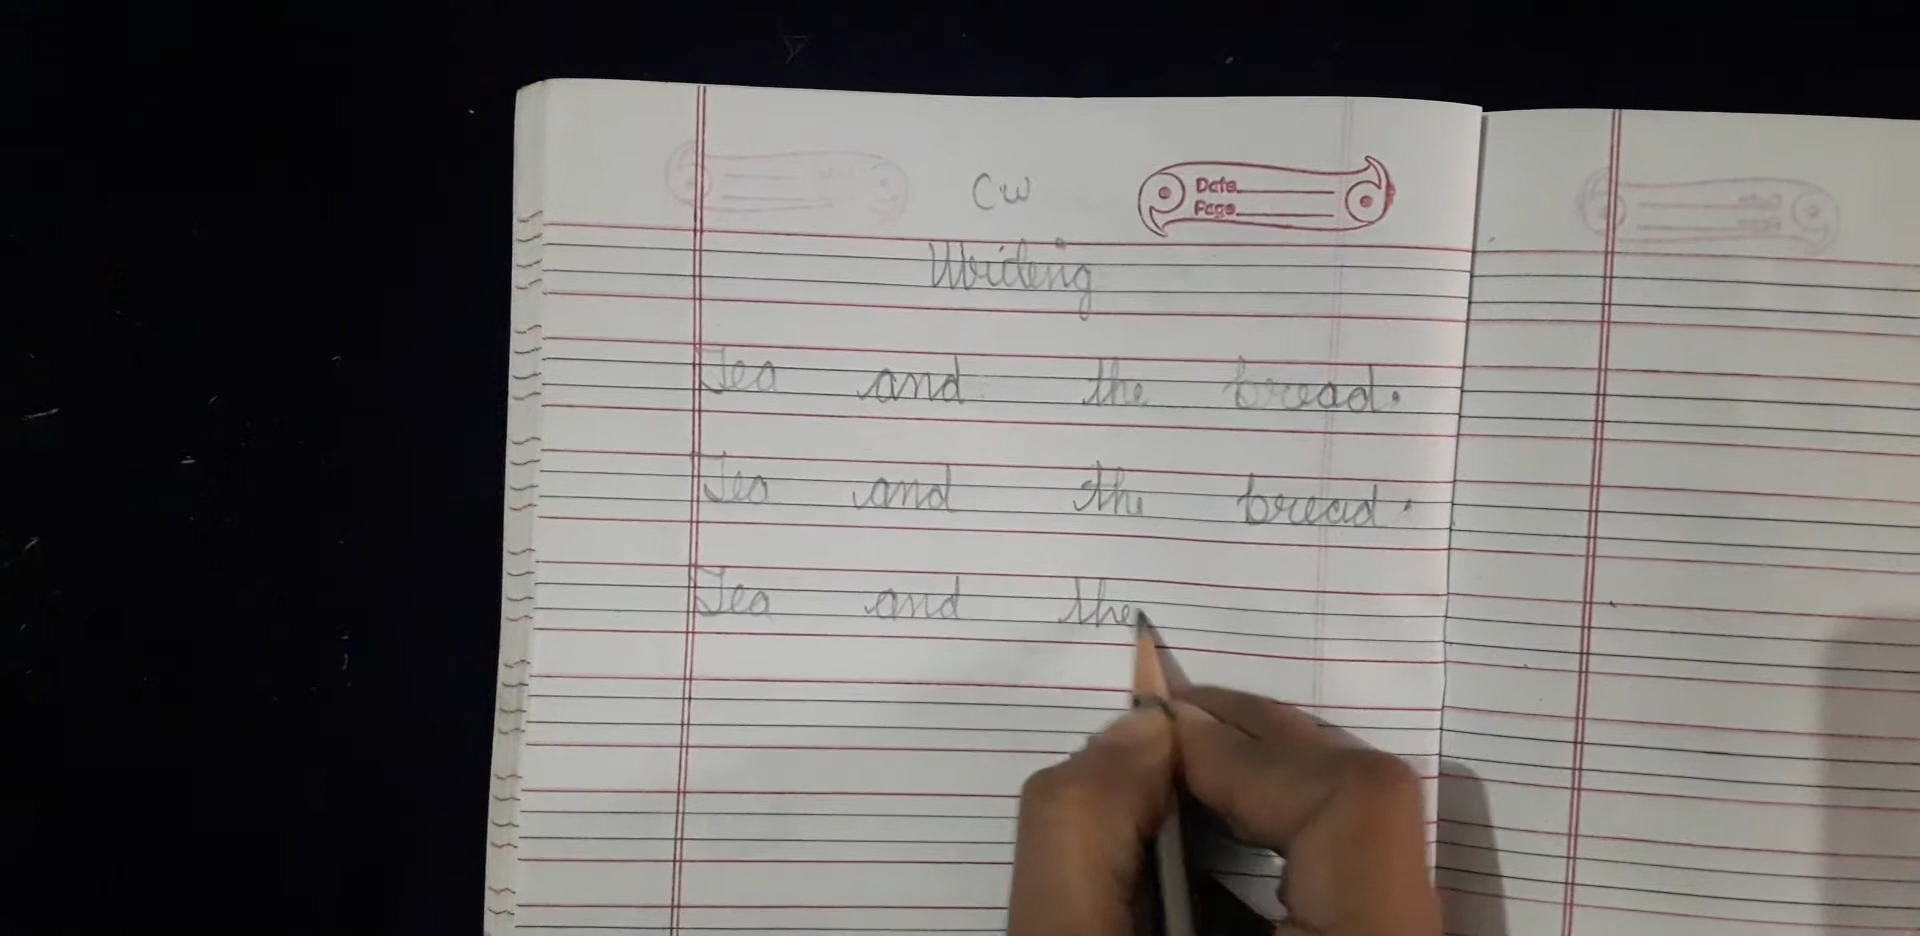 CW
Date
Page
Writing
Tea and the bread.
Tea and the bread.
Tea and the